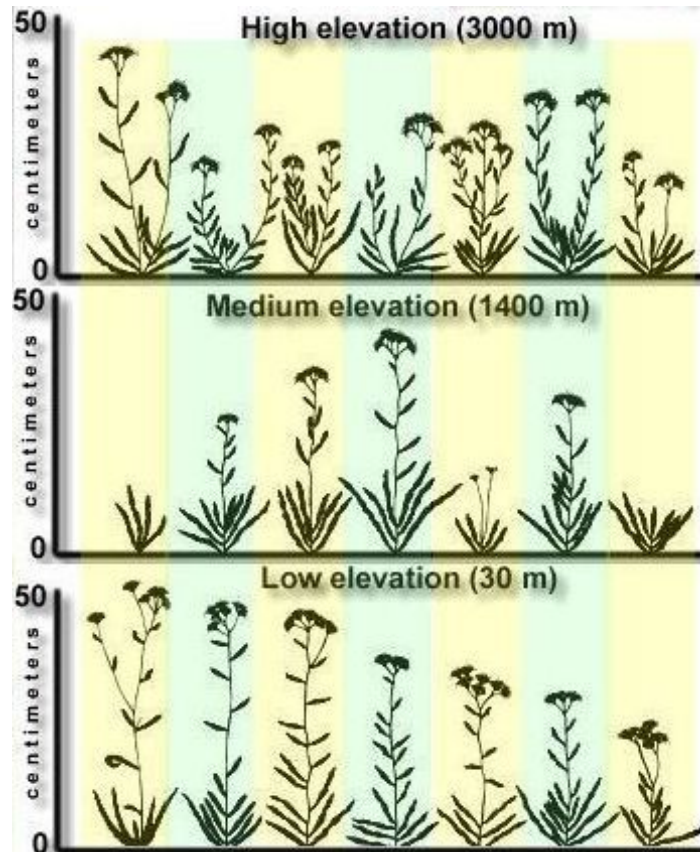 50
High elevation (3000 m)
centimeters
0
50
Medium elevation (1400 m)
centimeters
0
50
Low elevation (30 m)
centimeters
0